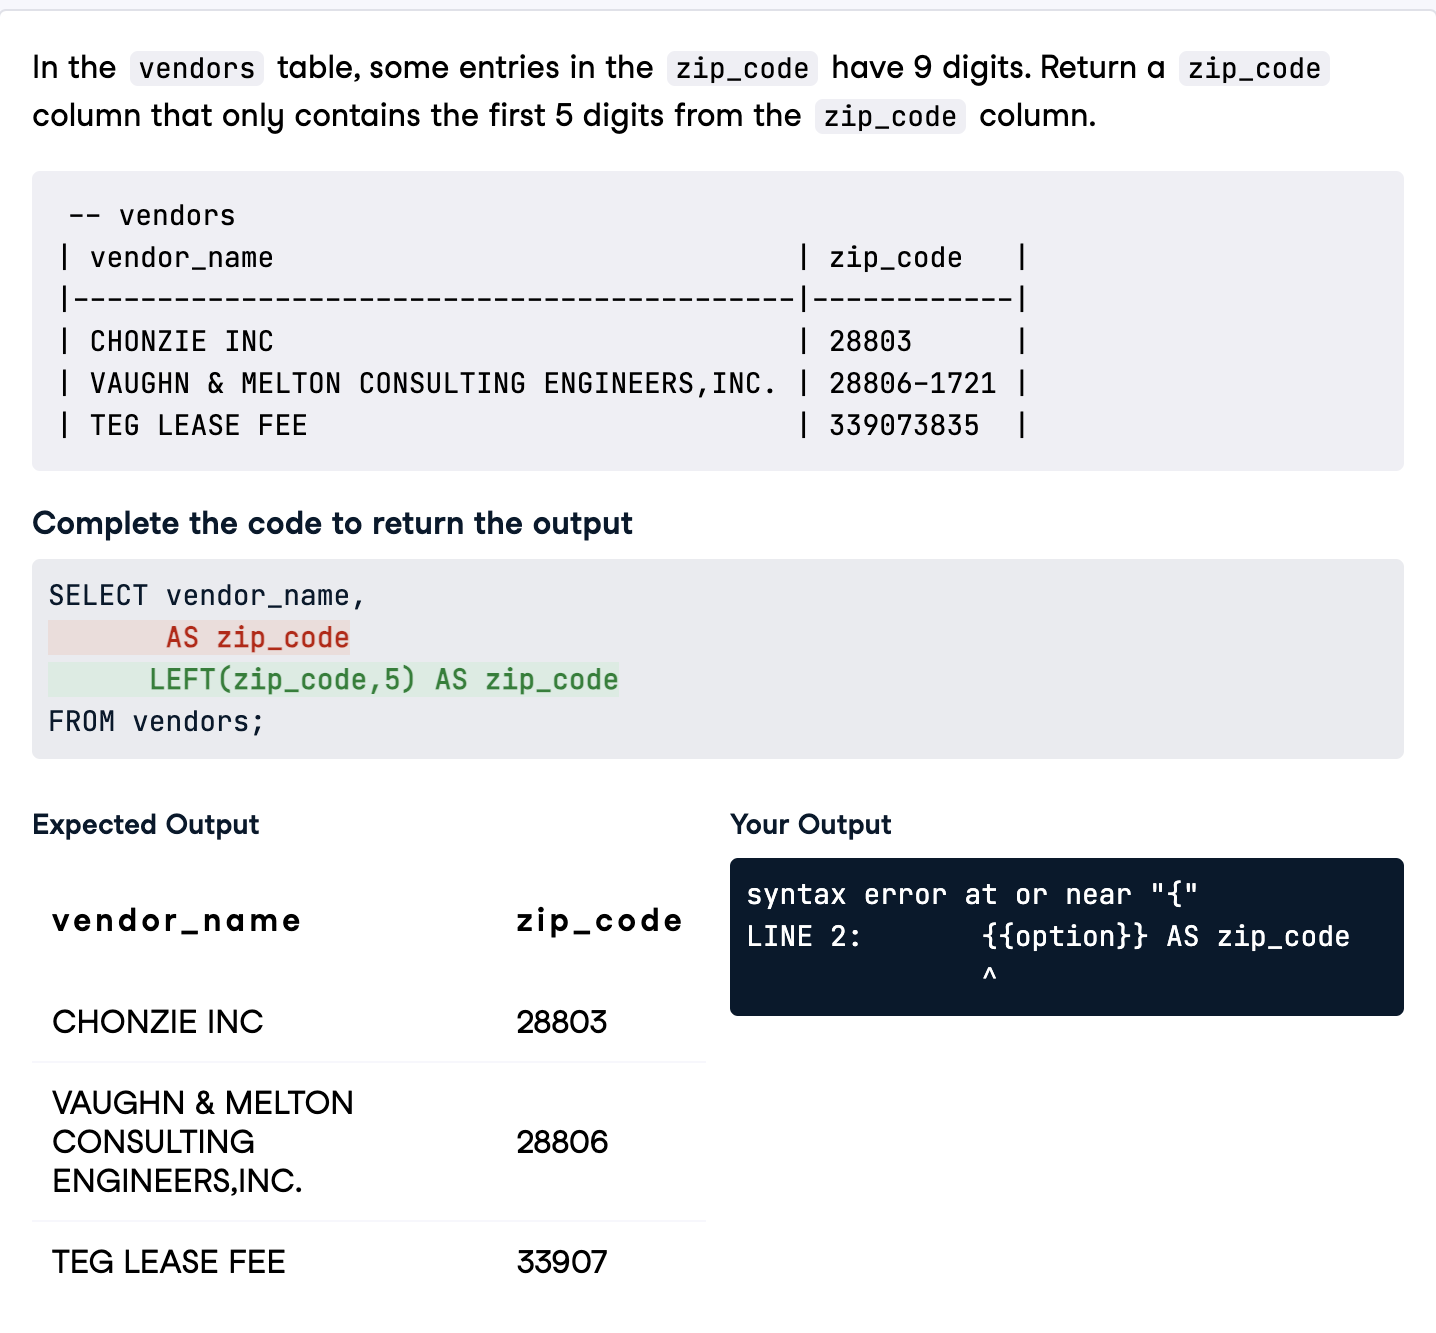 In the vendors table, some entries in the zip_code have 9 digits. Return a zip_code
column that only contains the first 5 digits from the zip_code column.
-- vendors
| vendor_name                               | zip_code   |
|-------------------------------------------|------------|
| CHONZIE INC                               | 28803      |
| VAUGHN & MELTON CONSULTING ENGINEERS,INC. | 28806-1721 |
| TEG LEASE FEE                             | 339073835  |
Complete the code to return the output
SELECT vendor_name,
       AS zip_code
      LEFT(zip_code,5) AS zip_code
FROM vendors;
Expected Output
vendor_name zip_code
CHONZIE INC 28803
VAUGHN & MELTON
CONSULTING 28806
ENGINEERS,INC.
TEG LEASE FEE 33907
Your Output
syntax error at or near "{"
LINE 2:       {{option}} AS zip_code
              ^